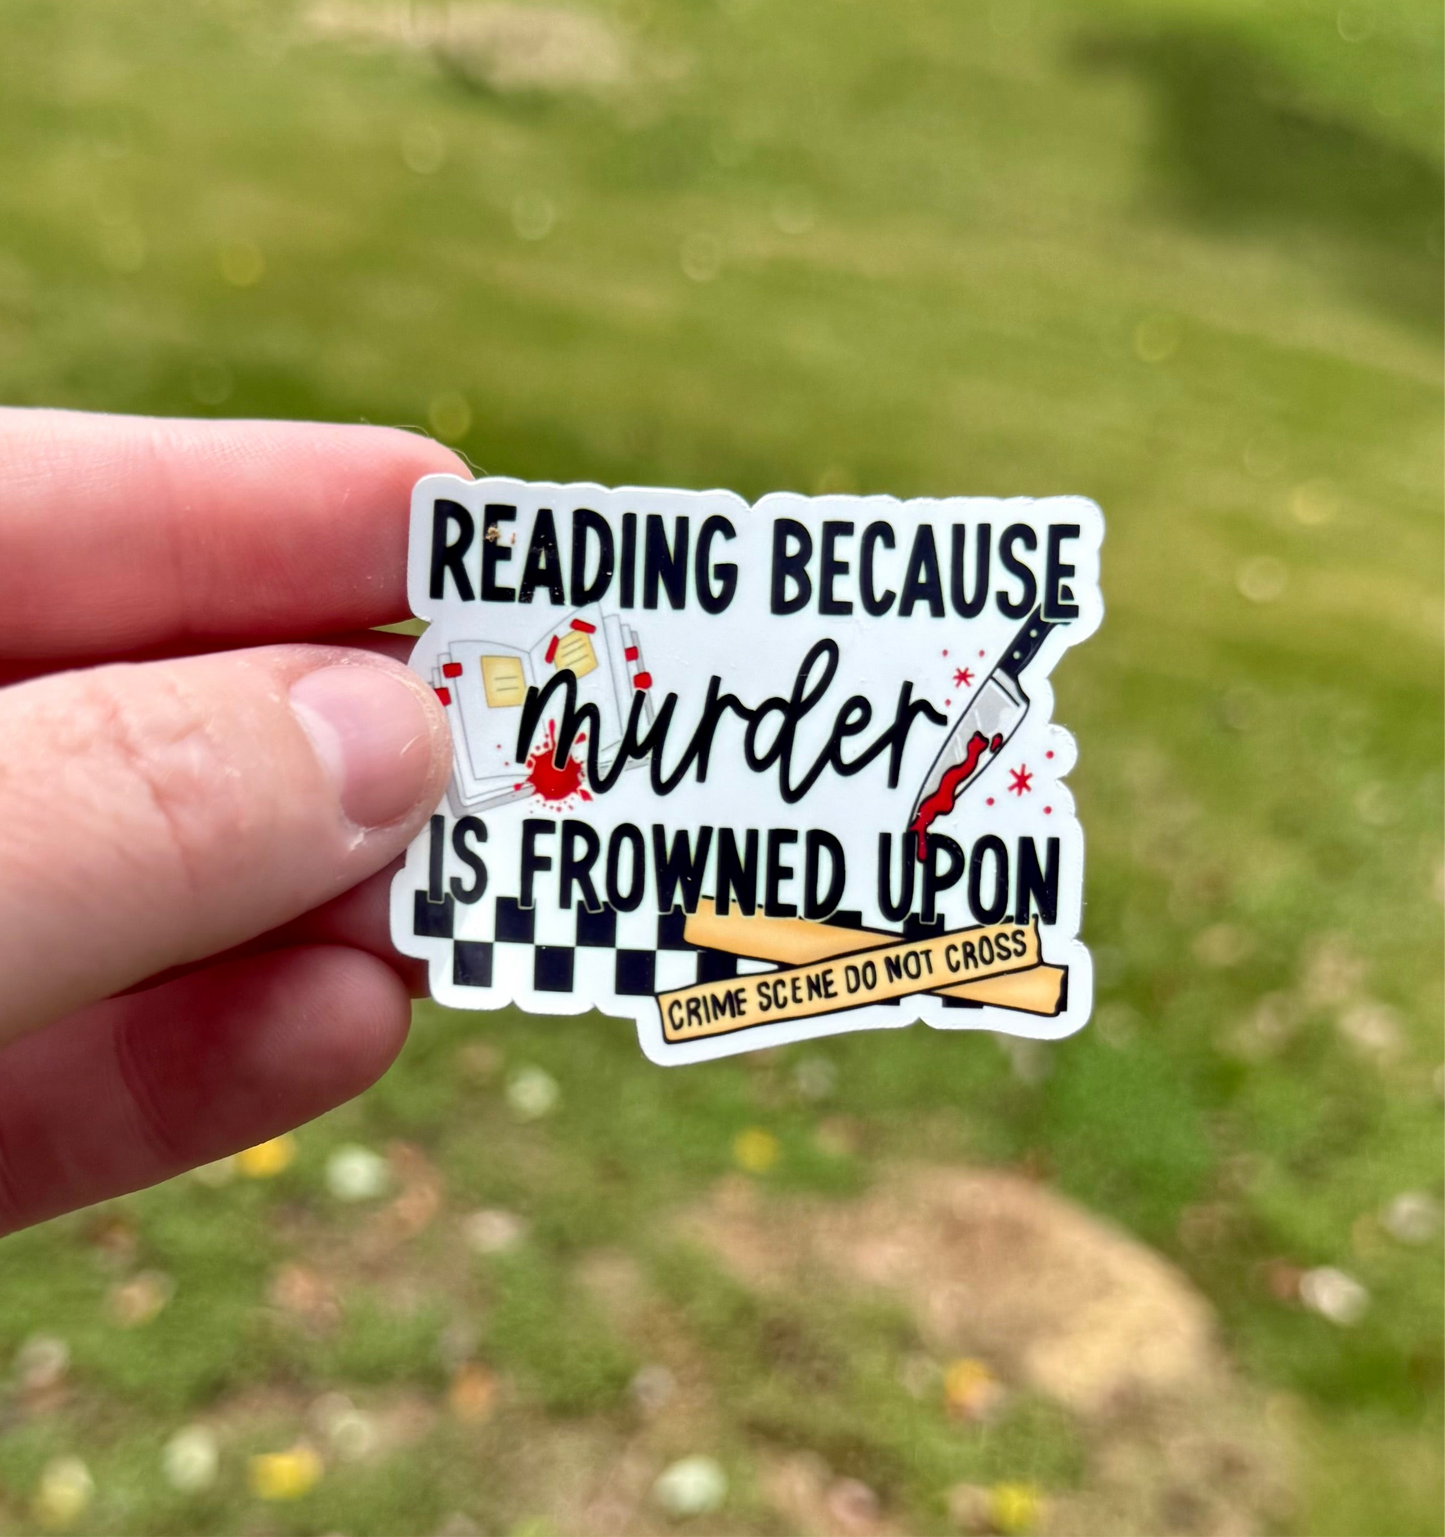 READING BECAUSE
murder
IS FROWNED UPON
CRIME SCENE DO NOT CROSS